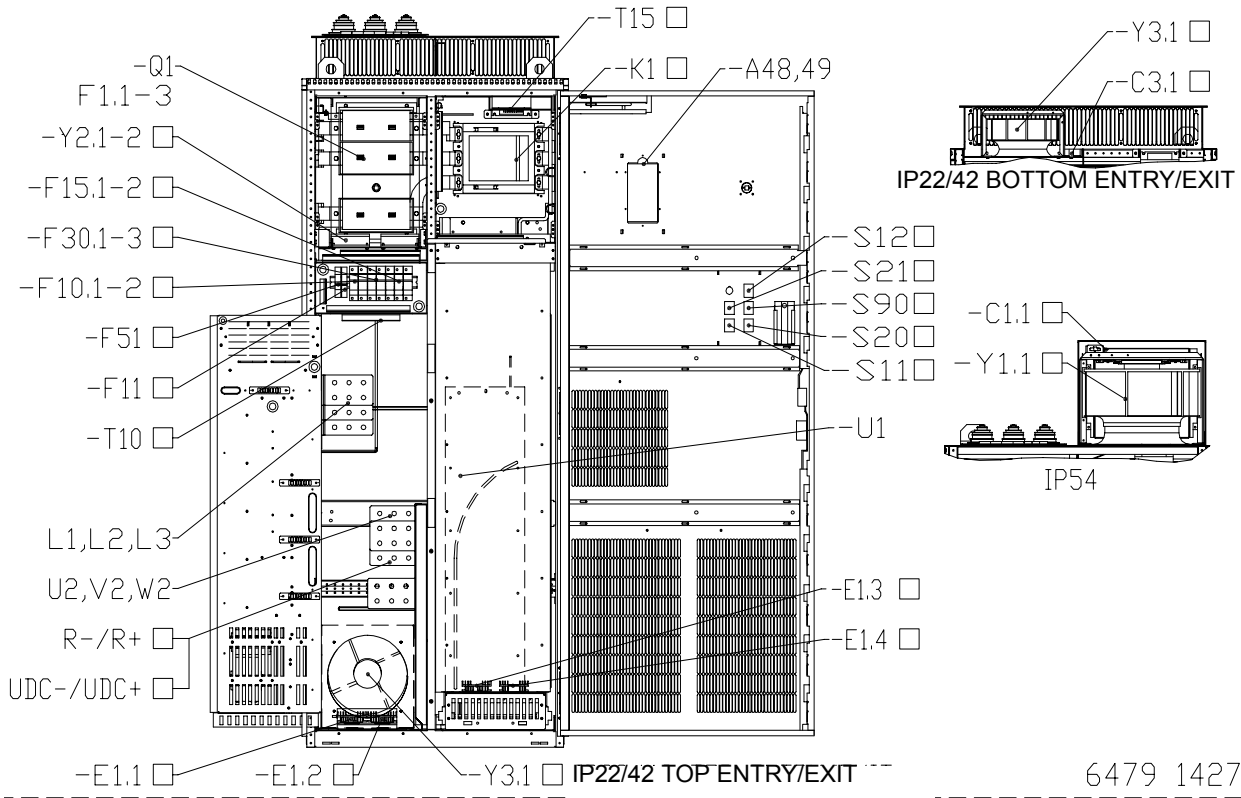 -T15 □
-Q1
F1.1-3
-K1 □
-A48,49
-Y3.1 □
-C3.1 □
-Y2.1-2 □
-F15.1-2 □
-F30.1-3 □
-F10.1-2 □
-F51 □
-F11 □
-T10 □
IP22/42 BOTTOM ENTRY/EXIT
-S12 □
-S21 □
-S90 □
-S20 □
-S11 □
-C1.1 □
-Y1.1 □
-U1
IP54
L1,L2,L3
U2,V2,W2
R-/R+ □
UDC-/UDC+ □
-E1.3 □
-E1.4 □
-E1.1 □
-E1.2 □
-Y3.1 □
IP22/42 TOP ENTRY/EXIT
6479 1427